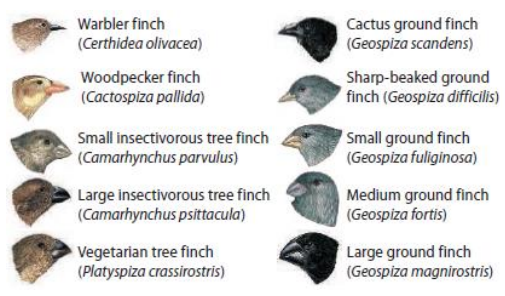 Warbler finch
(Certhidea olivacea)
Woodpecker finch
(Cactospiza pallida)
Small insectivorous tree finch
(Camarhynchus parvulus)
Large insectivorous tree finch
(Camarhynchus psittacula)
Vegetarian tree finch
(Platyspiza crassirostris)
Cactus ground finch
(Geospiza scandens)
Sharp-beaked ground
finch (Geospiza difficilis)
Small ground finch
(Geospiza fuliginosa)
Medium ground finch
(Geospiza fortis)
Large ground finch
(Geospiza magnirostris)